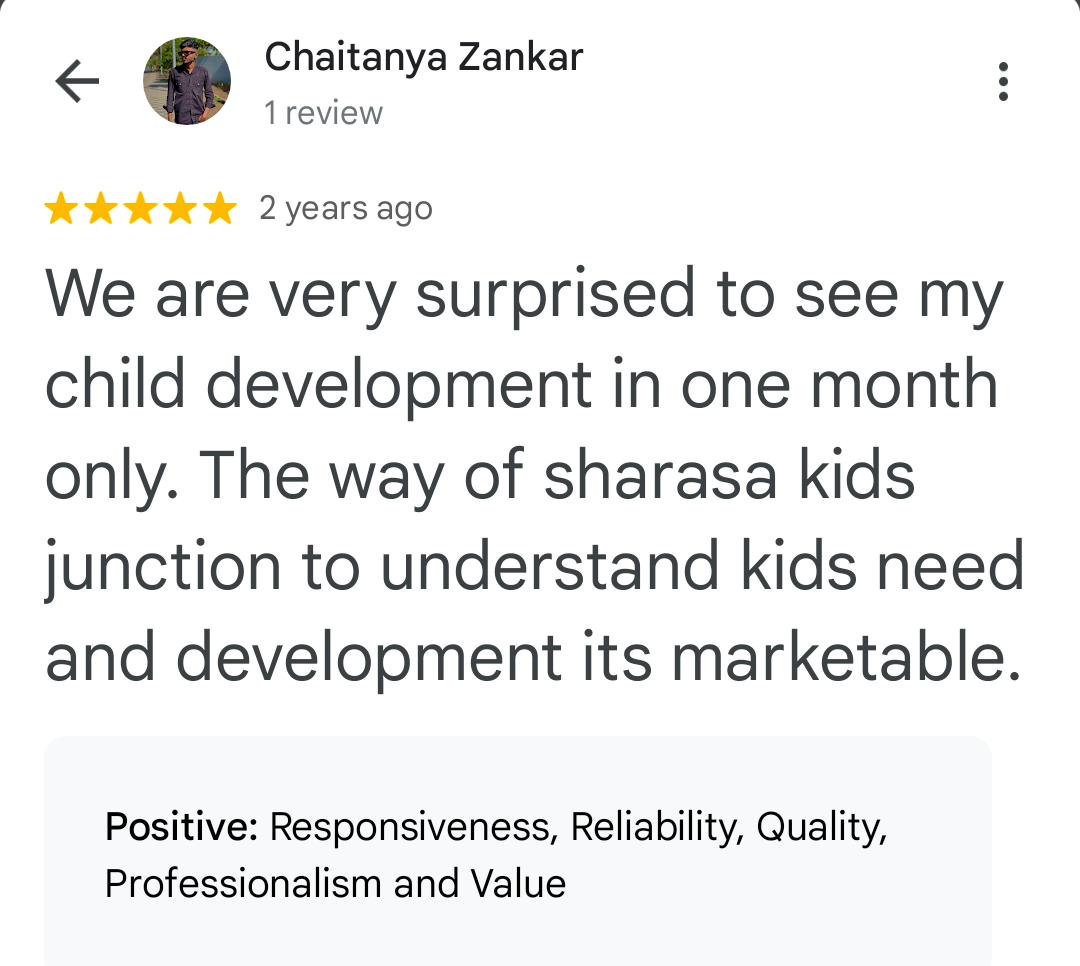 Chaitanya Zankar
1 review
2 years ago
We are very surprised to see my
child development in one month
only. The way of sharasa kids
junction to understand kids need
and development its marketable.
Positive: Responsiveness, Reliability, Quality,
Professionalism and Value